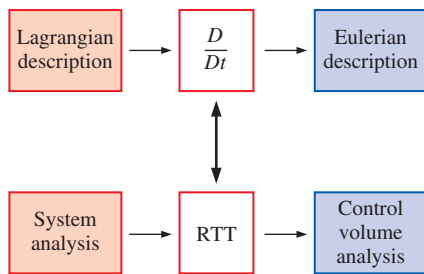 Lagrangian
description
D
Dt
Eulerian
description
System
analysis
RTT
Control
volume
analysis